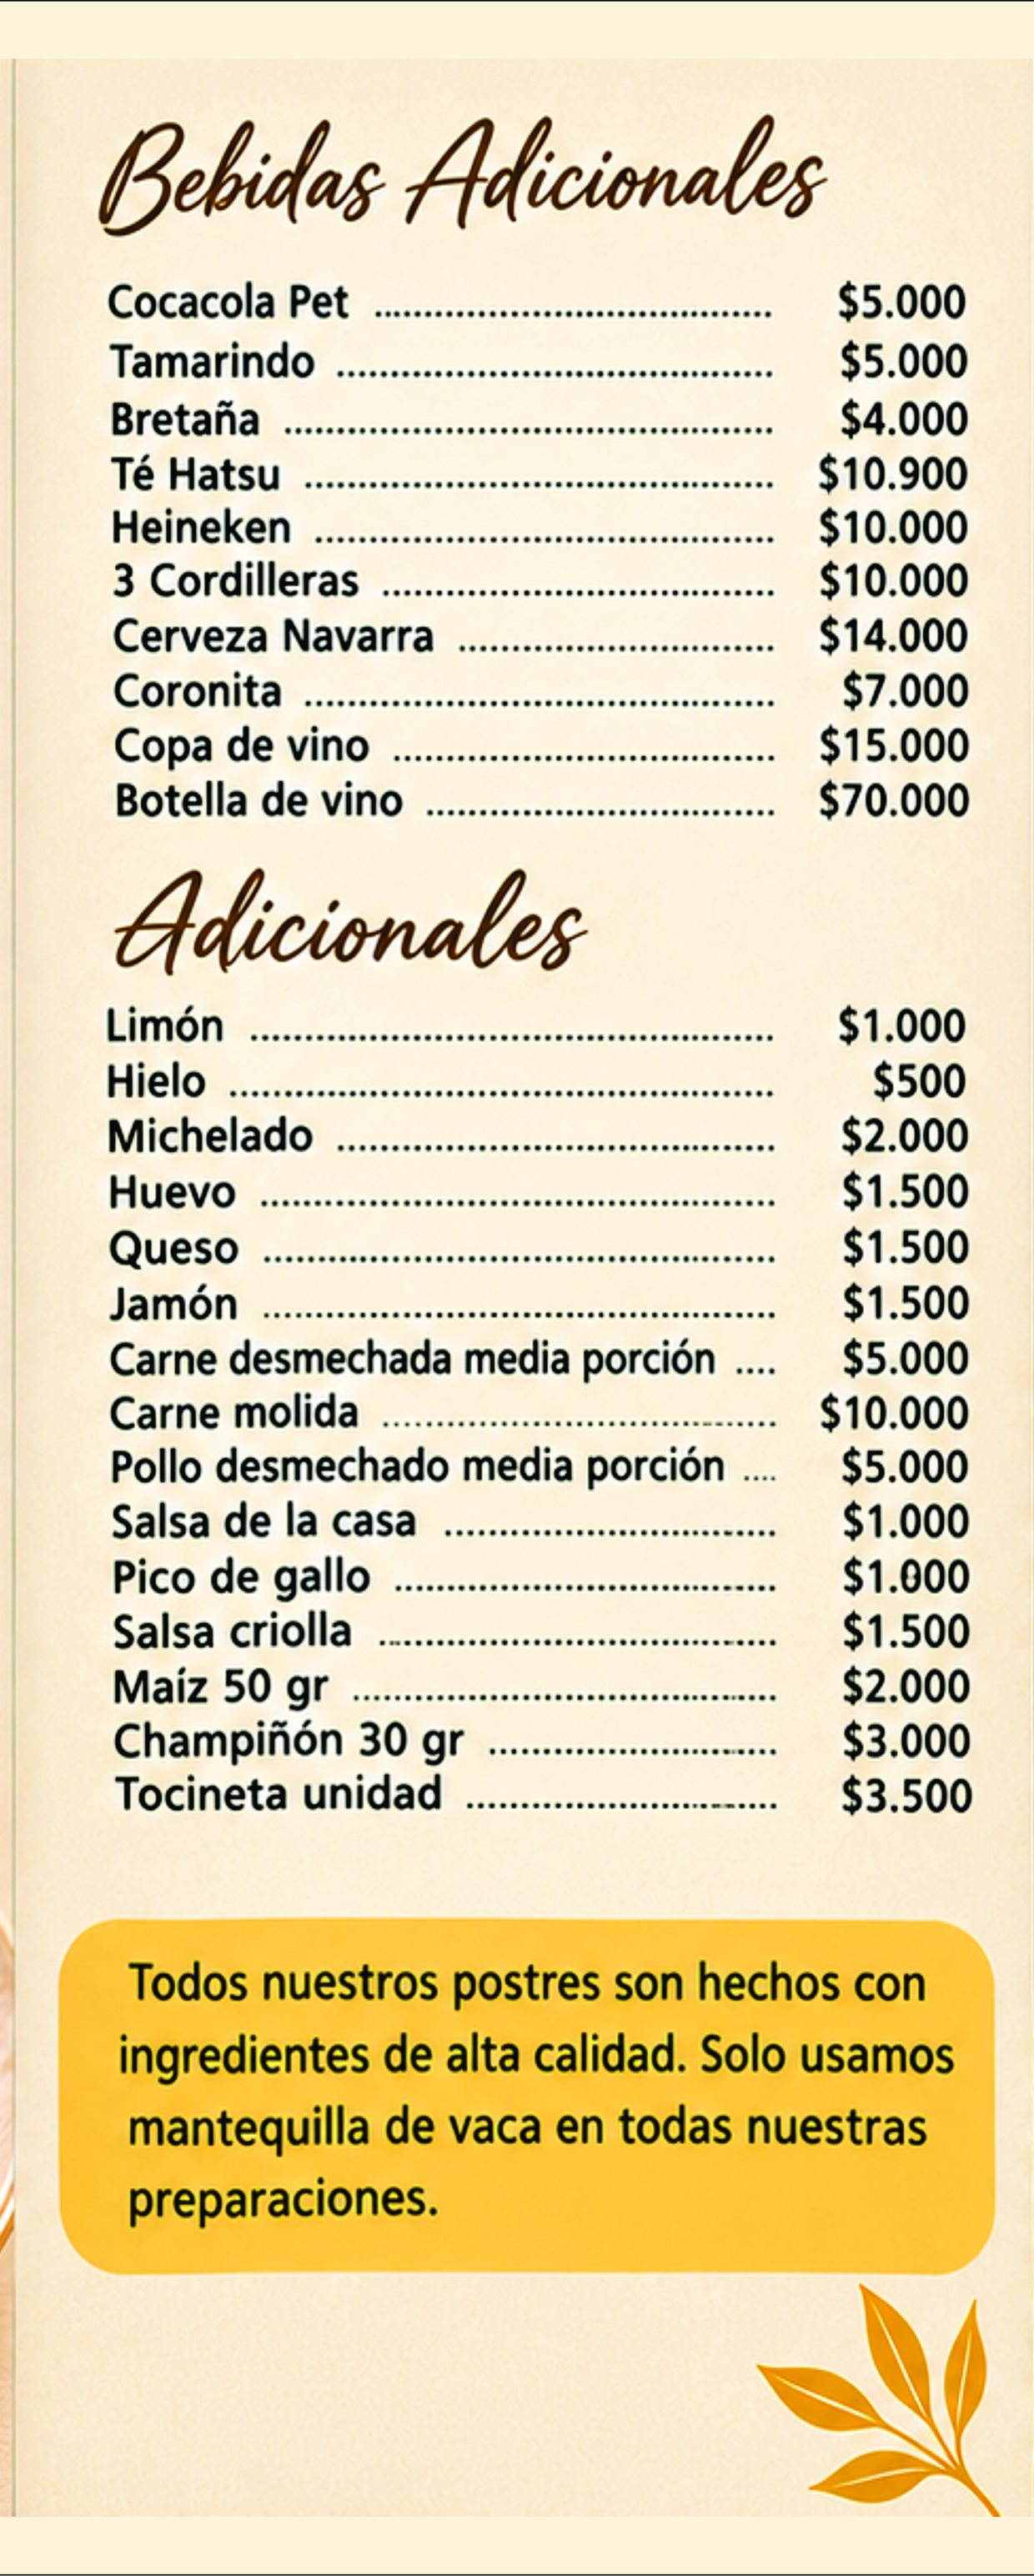 Bebidas Adicionales
Cocacola Pet ........................................ $5.000
Tamarindo ............................................ $5.000
Bretaña ................................................. $4.000
Té Hatsu ............................................... $10.900
Heineken .............................................. $10.000
3 Cordilleras ....................................... $10.000
Cerveza Navarra ................................ $14.000
Coronita ............................................... $7.000
Copa de vino ...................................... $15.000
Botella de vino ................................... $70.000
Adicionales
Limón ..................................................... $1.000
Hielo ....................................................... $500
Michelado ............................................ $2.000
Huevo .................................................... $1.500
Queso .................................................... $1.500
Jamón .................................................... $1.500
Carne desmechada media porción .... $5.000
Carne molida ....................................... $10.000
Pollo desmechado media porción .... $5.000
Salsa de la casa .................................. $1.000
Pico de gallo ....................................... $1.000
Salsa criolla ........................................ $1.500
Maíz 50 gr ........................................... $2.000
Champiñón 30 gr ............................. $3.000
Tocineta unidad ............................... $3.500
Todos nuestros postres son hechos con
ingredientes de alta calidad. Solo usamos
mantequilla de vaca en todas nuestras
preparaciones.